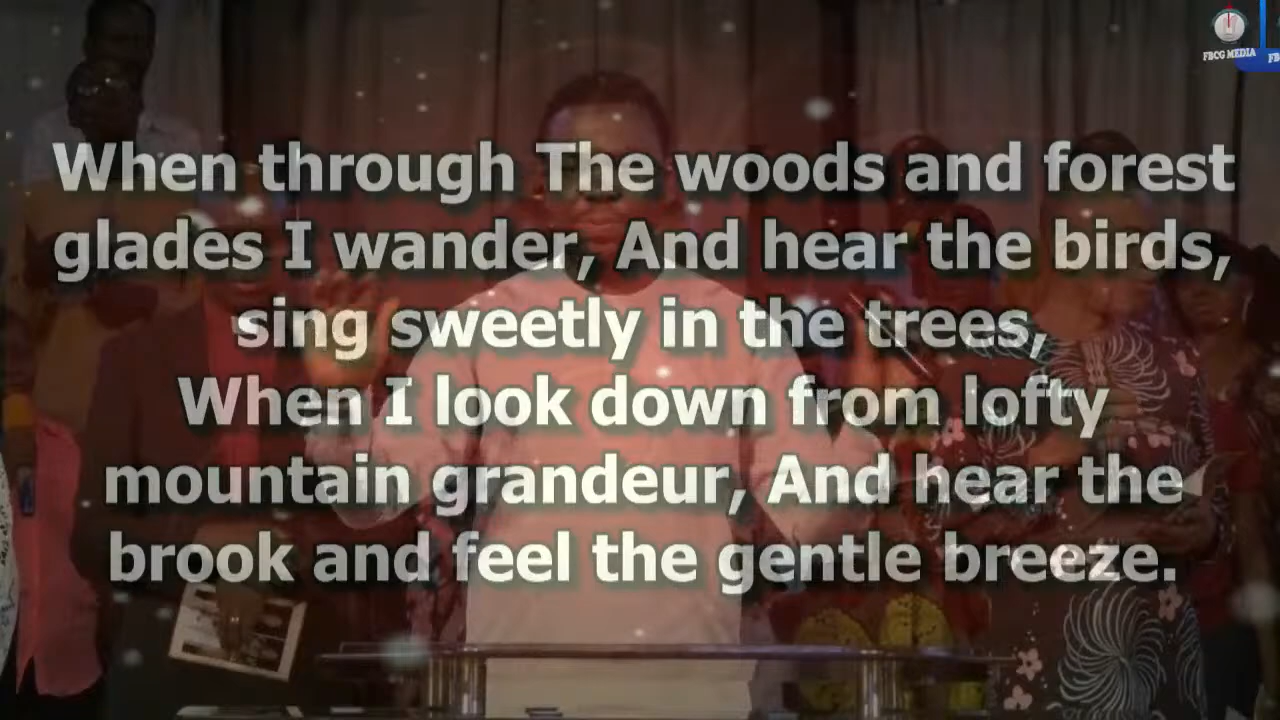 FBCG MEDIA
When through The woods and forest
glades I wander, And hear the birds,
sing sweetly in the trees,
When I look down from lofty
mountain grandeur, And hear the
brook and feel the gentle breeze.